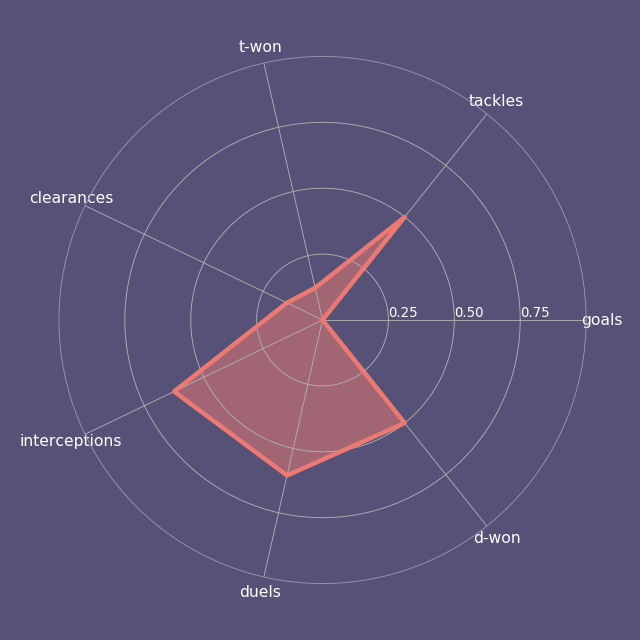 t-won
tackles
clearances
0.25 0.50 0.75
goals
interceptions
d-won
duels